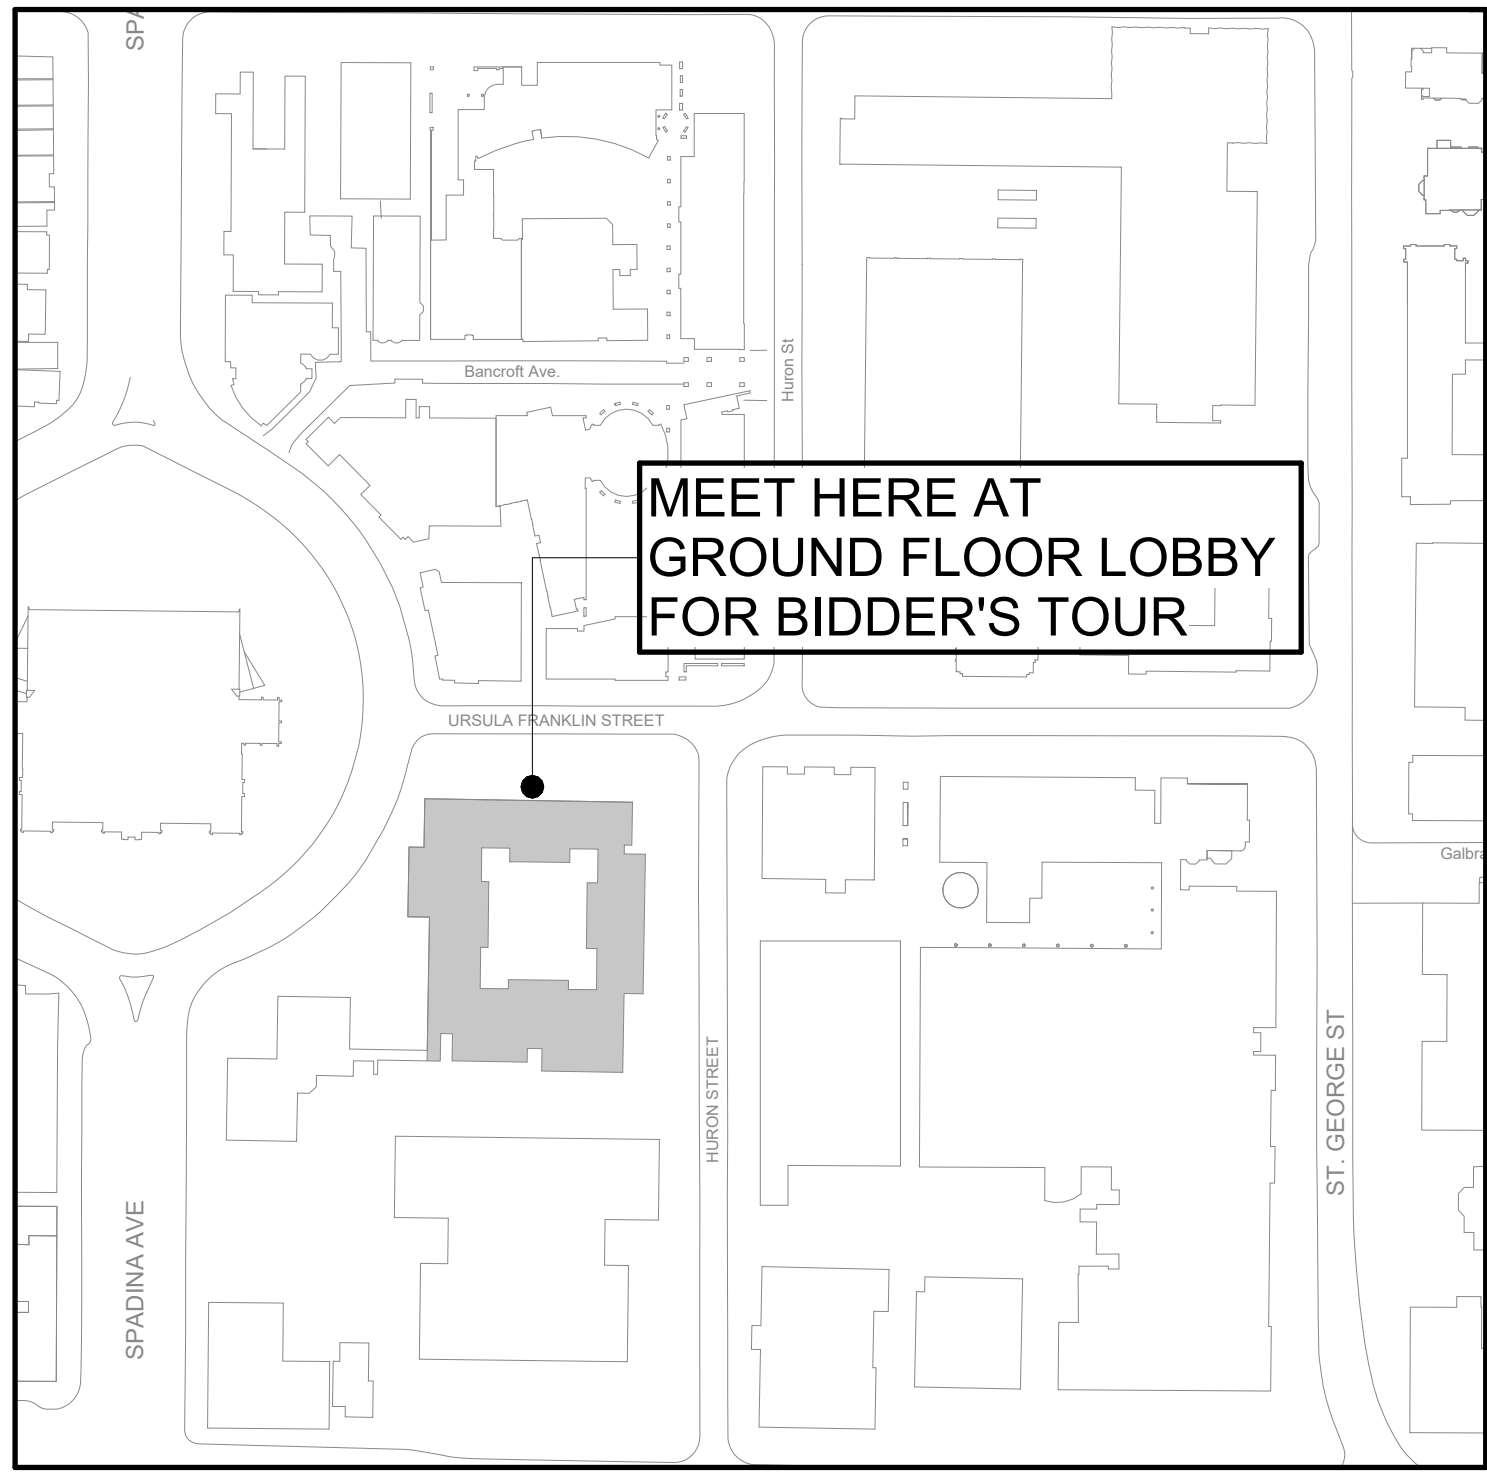 SPA
Bancroft Ave.
Huron St
MEET HERE AT
GROUND FLOOR LOBBY
FOR BIDDER'S TOUR
URSULA FRANKLIN STREET
Galbra
HURON STREET
ST. GEORGE ST
SPADINA AVE